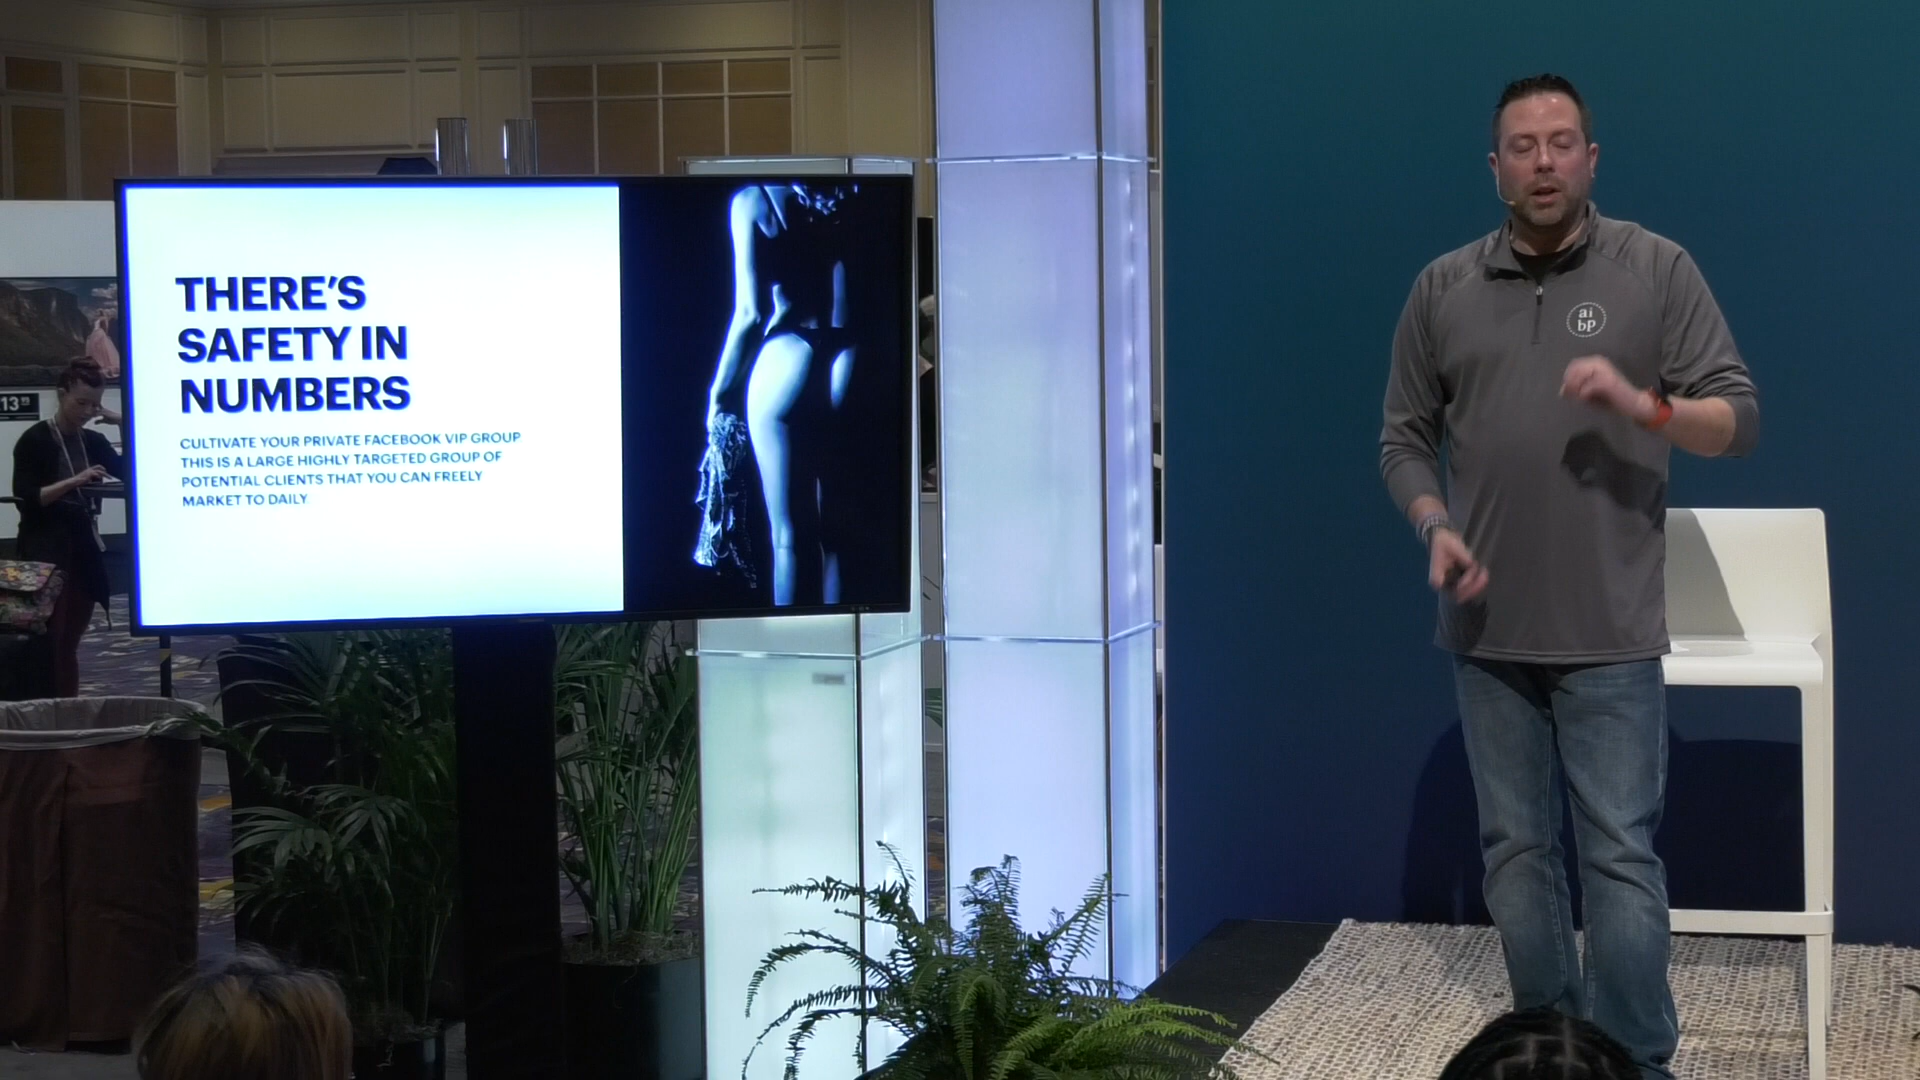 THERE'S
SAFETY IN
NUMBERS
CULTIVATE YOUR PRIVATE FACEBOOK VIP GROUP
THIS IS A LARGE HIGHLY TARGETED GROUP OF
POTENTIAL CLIENTS THAT YOU CAN FREELY
MARKET TO DAILY
ai
bp
13